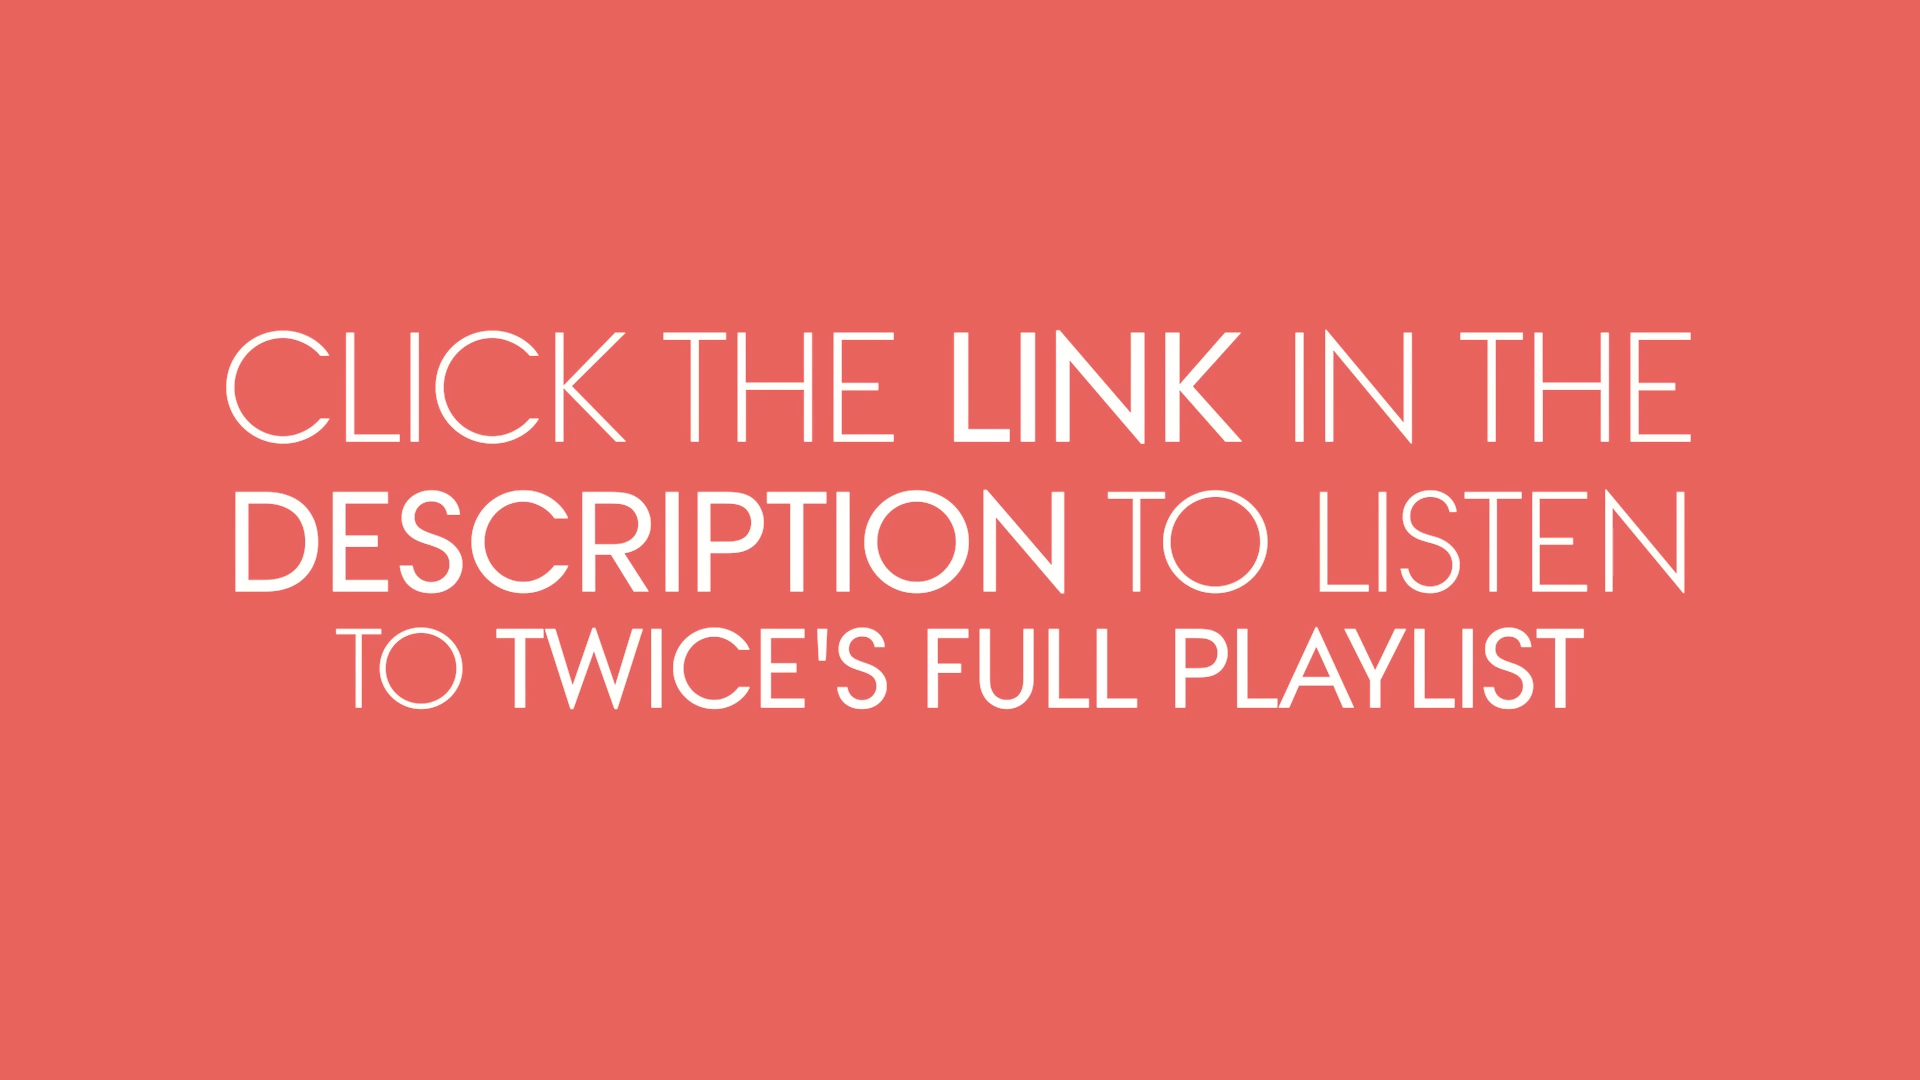 CLICK THE LINK IN THE
DESCRIPTION TO LISTEN
TO TWICE'S FULL PLAYLIST